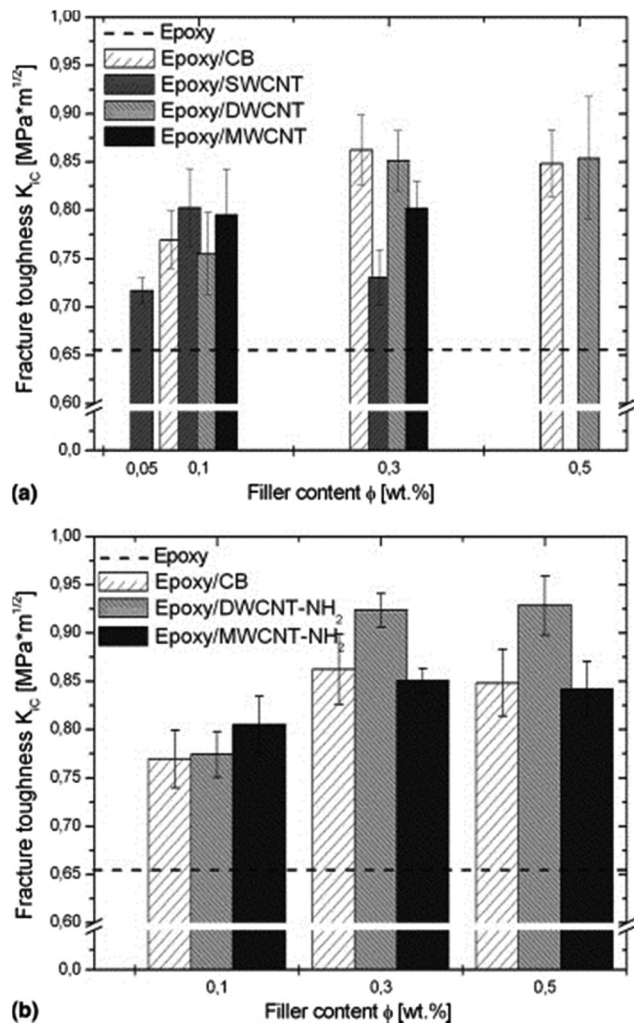 1,00
0,95
0,90
0,85
0,80
0,75
0,70
0,65
0,60
0,0
Fracture toughness K_IC [MPa*m^1/2]
Epoxy
Epoxy/CB
Epoxy/SWCNT
Epoxy/DWCNT
Epoxy/MWCNT
0,05 0,1 0,3 0,5
Filler content ϕ [wt.%]
(a)
1,00
0,95
0,90
0,85
0,80
0,75
0,70
0,65
0,60
0,0
Fracture toughness K_IC [MPa*m^1/2]
Epoxy
Epoxy/CB
Epoxy/DWCNT-NH₂
Epoxy/MWCNT-NH₂
0,1 0,3 0,5
Filler content ϕ [wt.%]
(b)